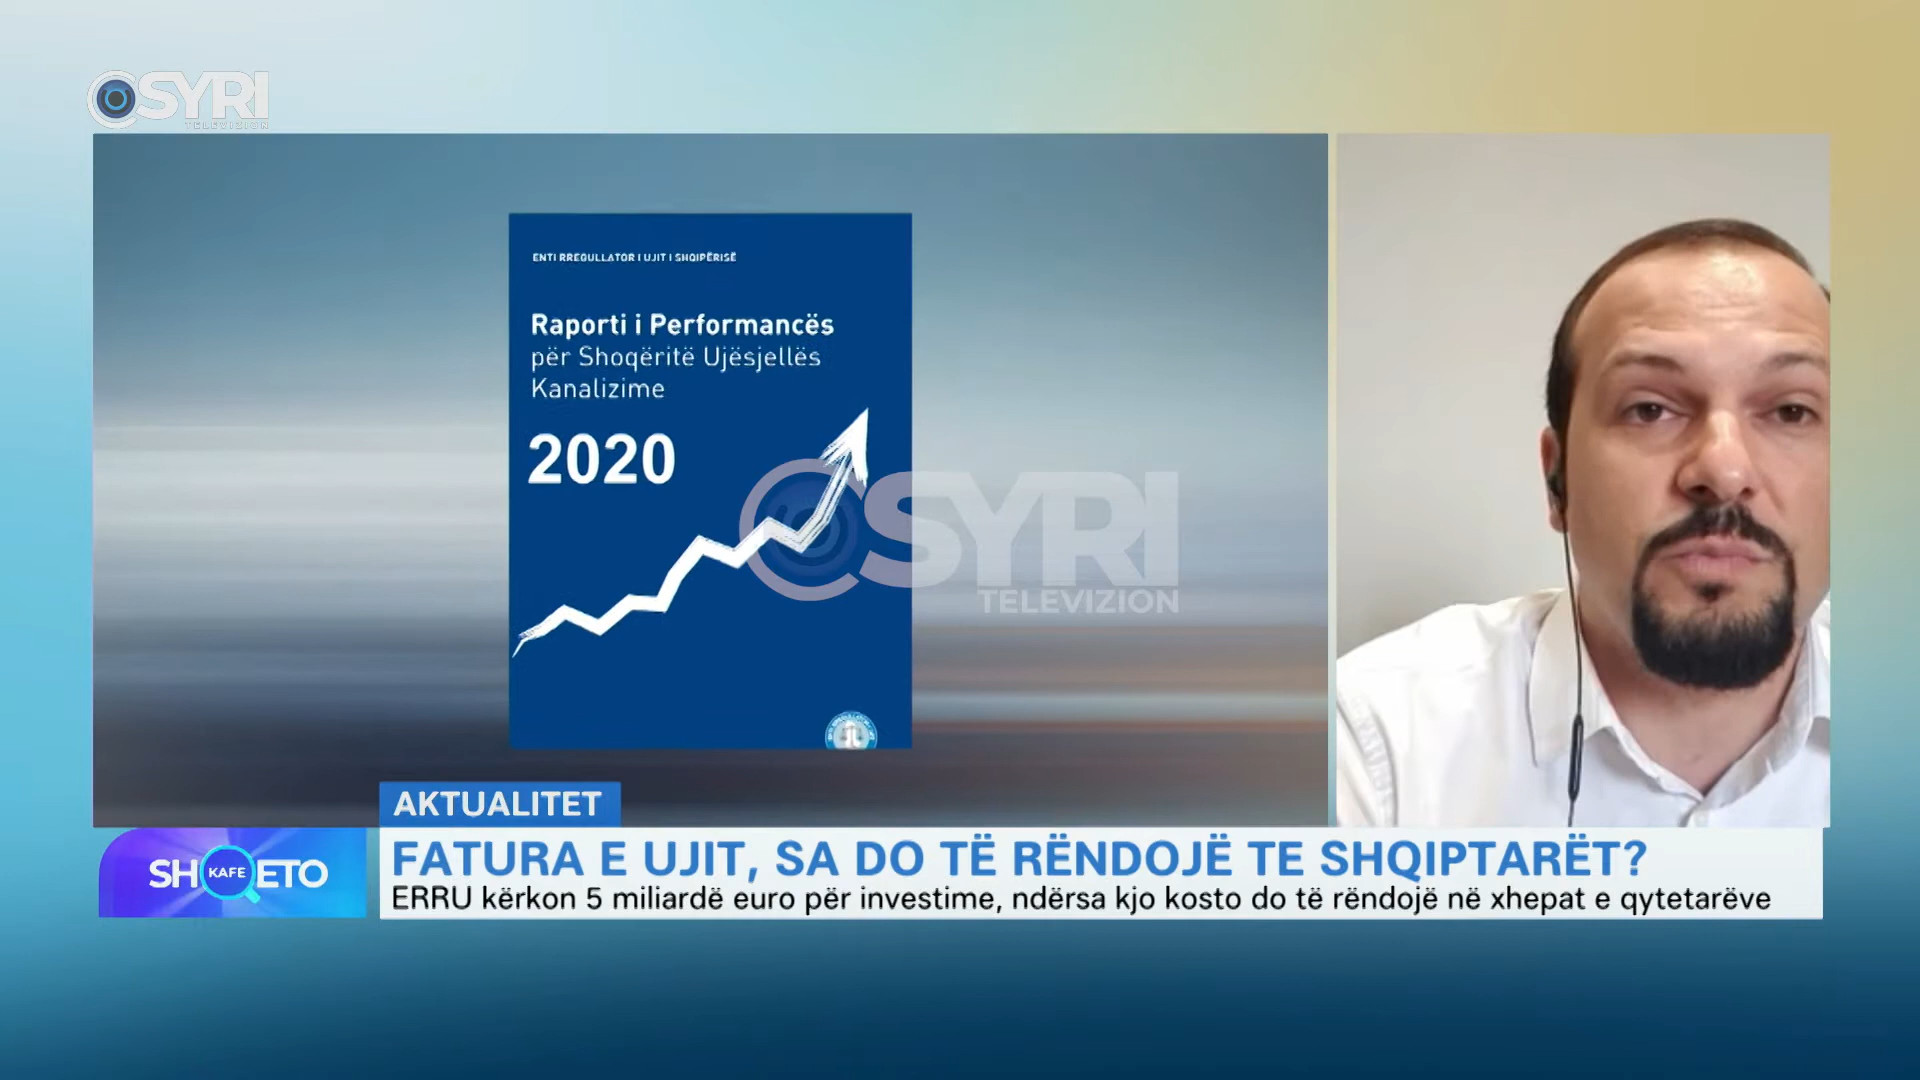 SYRI
TELEVIZION
ENTI RREGULLATOR I UJIT I SHQIPËRISË
Raporti i Performancës
për Shoqëritë Ujësjellës
Kanalizime
2020
SYRI
TELEVIZION
AKTUALITET
FATURA E UJIT, SA DO TË RËNDOJË TE SHQIPTARËT?
ERRU kërkon 5 miliardë euro për investime, ndërsa kjo kosto do të rëndojë në xhepat e qytetarëve
SHQETO
KAFE